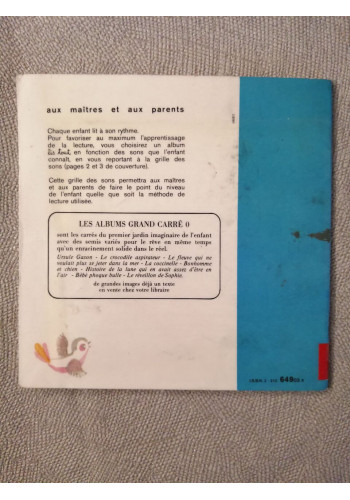 aux maîtres et aux parents
Chaque enfant lit à son rythme.
Pour favoriser au maximum l'apprentissage
de la lecture, vous choisirez un album
lis tout, en fonction des sons que l'enfant
connaît, en vous reportant à la grille des
sons (pages 2 et 3 de couverture).
Cette grille des sons permettra aux maîtres
et aux parents de faire le point du niveau
de l'enfant quelle que soit la méthode de
lecture utilisée.
LES ALBUMS GRAND CARRÉ 0
sont les carrés du premier jardin imaginaire de l'enfant
avec des semis variés pour le rêve en même temps
qu'un enracinement solide dans le réel.
Ursule Gason - Le crocodile aspirateur - Le fleuve qui ne
voulait plus se jeter dans la mer - La coccinelle - Bonhomme
et chien - Histoire de la lune qui en avait assez d'être en
l'air - Bébé phoque bulle - Le réveillon de Sophie.
de grandes images déjà un texte
en vente chez votre libraire